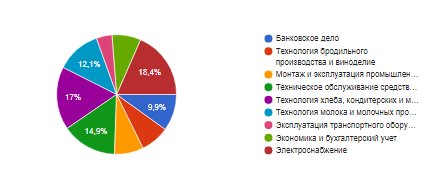 18,4%
9,9%
14,9%
17%
12,1%
Банковское дело
Технология бродильного
производства и виноделие
Монтаж и эксплуатация промышлен...
Техническое обслуживание средств...
Технология хлеба, кондитерских и м...
Технология молока и молочных про...
Эксплуатация транспортного обору...
Экономика и бухгалтерский учет
Электроснабжение